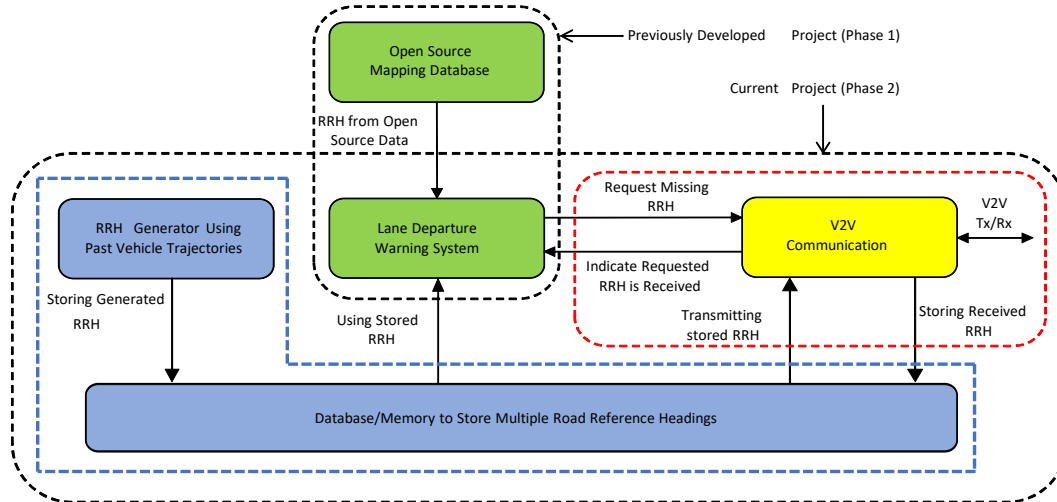 Open Source
Mapping Database
Previously Developed Project (Phase 1)
Current Project (Phase 2)
RRH from Open
Source Data
Request Missing
RRH
RRH Generator Using
Past Vehicle Trajectories
Lane Departure
Warning System
V2V
Communication
V2V
Tx/Rx
Indicate Requested
RRH is Received
Storing Generated
RRH
Using Stored
RRH
Transmitting
stored RRH
Storing Received
RRH
Database/Memory to Store Multiple Road Reference Headings